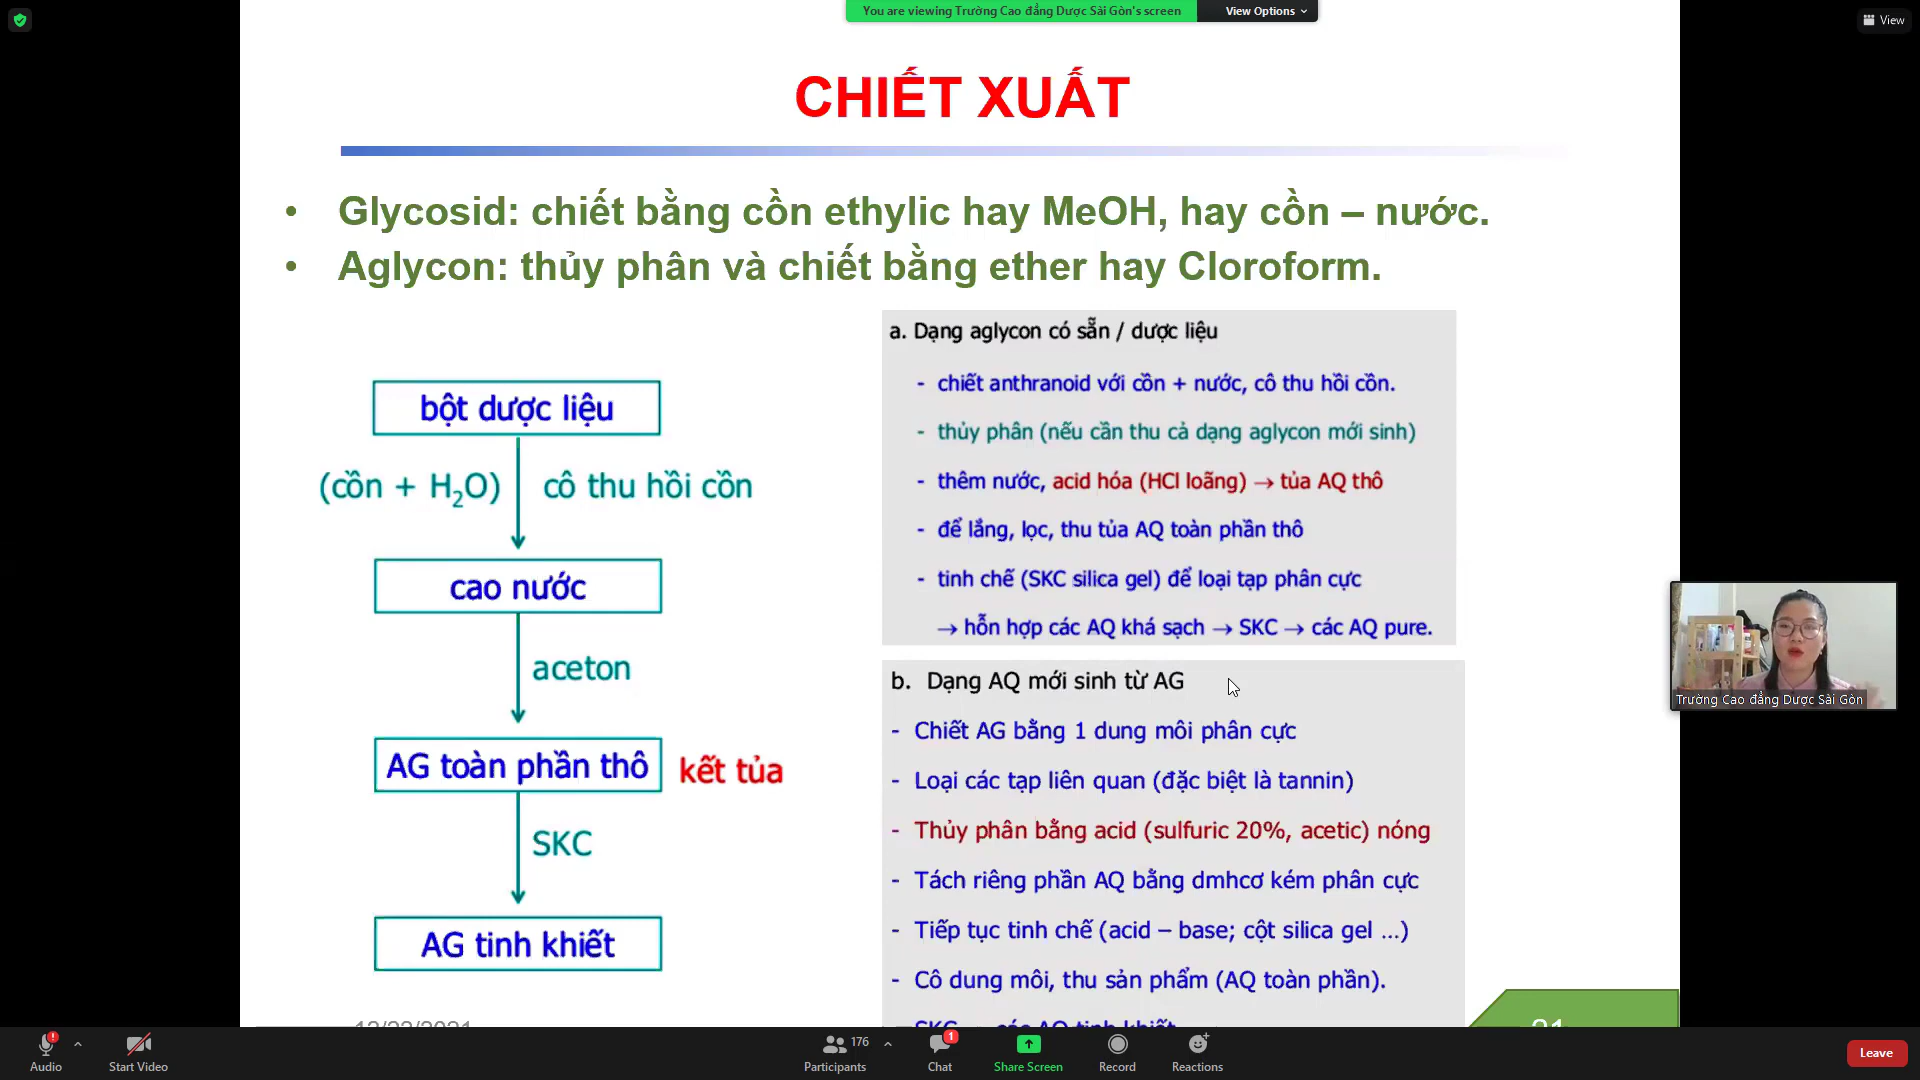 You are viewing Trường Cao đẳng Dược Sài Gòn's screen
View Options
View
CHIẾT XUẤT
• Glycosid: chiết bằng cồn ethylic hay MeOH, hay cồn – nước.
• Aglycon: thủy phân và chiết bằng ether hay Cloroform.
bột dược liệu
(cồn + H₂O)
cô thu hồi cồn
cao nước
aceton
AG toàn phần thô
kết tủa
SKC
AG tinh khiết
a. Dạng aglycon có sẵn / dược liệu
- chiết anthranoid với cồn + nước, cô thu hồi cồn.
- thủy phân (nếu cần thu cả dạng aglycon mới sinh)
- thêm nước, acid hóa (HCl loãng) → tủa AQ thô
- để lắng, lọc, thu tủa AQ toàn phần thô
- tinh chế (SKC silica gel) để loại tạp phân cực
→ hỗn hợp các AQ khá sạch → SKC → các AQ pure.
b. Dạng AQ mới sinh từ AG
- Chiết AG bằng 1 dung môi phân cực
- Loại các tạp liên quan (đặc biệt là tannin)
- Thủy phân bằng acid (sulfuric 20%, acetic) nóng
- Tách riêng phần AQ bằng dmhcơ kém phân cực
- Tiếp tục tinh chế (acid – base; cột silica gel ...)
- Cô dung môi, thu sản phẩm (AQ toàn phần).
Trường Cao đẳng Dược Sài Gòn
21
Audio
Start Video
176
Participants
1
Chat
Share Screen
Record
Reactions
Leave